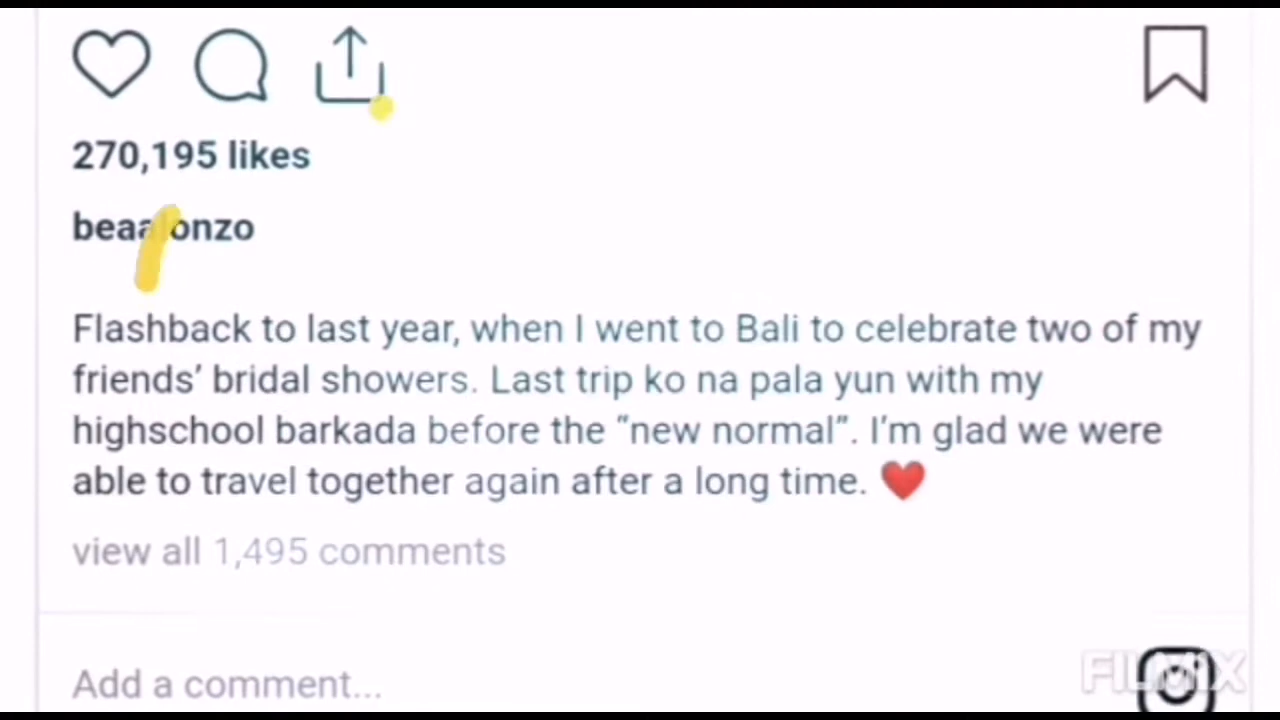 270,195 likes
beaalonzo
Flashback to last year, when I went to Bali to celebrate two of my
friends’ bridal showers. Last trip ko na pala yun with my
highschool barkada before the “new normal”. I’m glad we were
able to travel together again after a long time. ❤️
view all 1,495 comments
Add a comment...
FILMIX